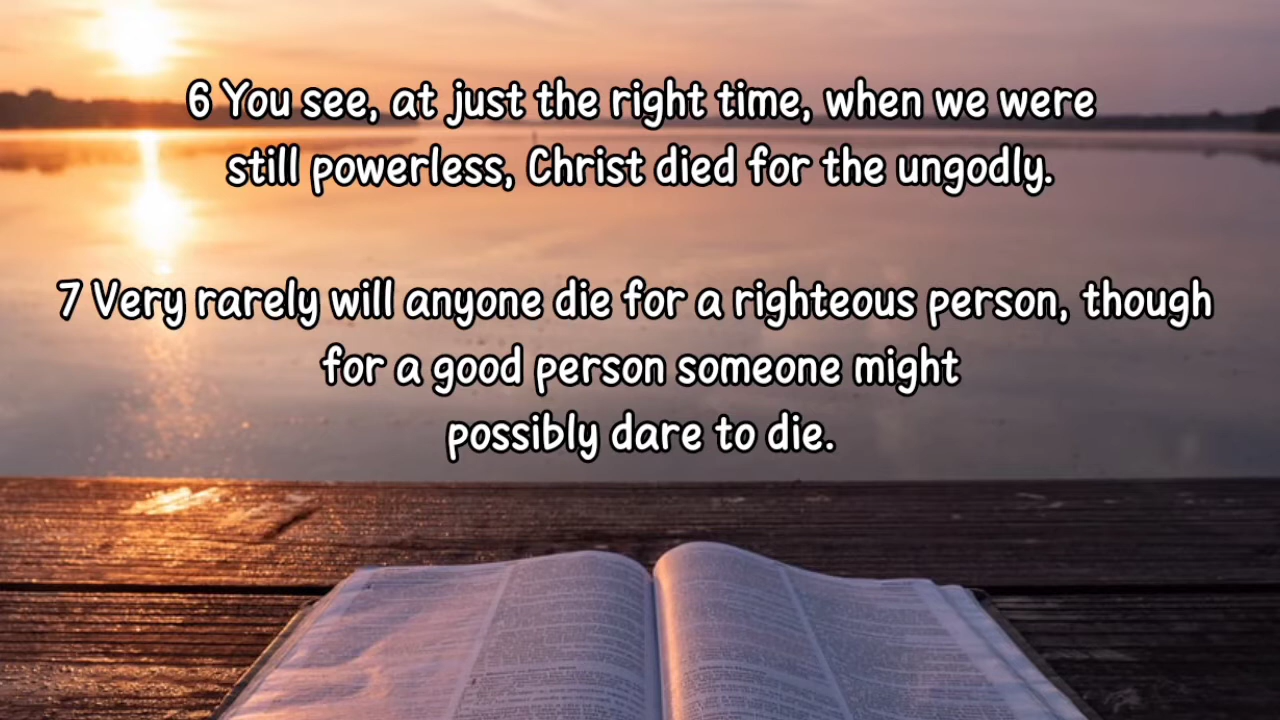 6 You see, at just the right time, when we were
still powerless, Christ died for the ungodly.
7 Very rarely will anyone die for a righteous person, though
for a good person someone might
possibly dare to die.